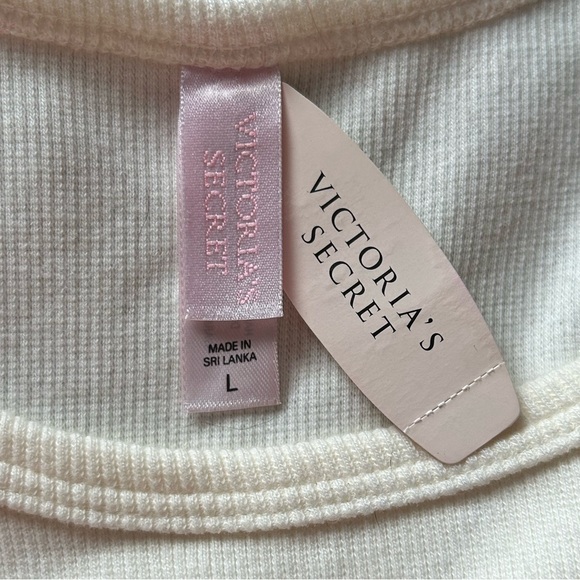 VICTORIA'S
SECRET
MADE IN
SRI LANKA
L
VICTORIA'S
SECRET